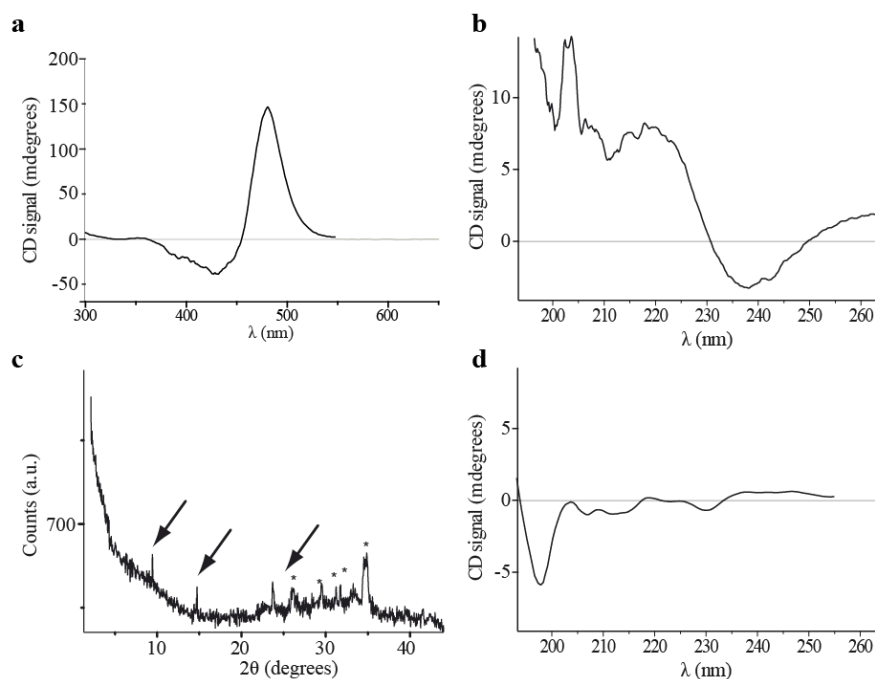 a
200
150
100
50
0
-50
CD signal (mdegrees)
300 400 500 600
λ (nm)
b
10
5
0
CD signal (mdegrees)
200 210 220 230 240 250 260
λ (nm)
c
700
Counts (a.u.)
* * * * *
10 20 30 40
2θ (degrees)
d
5
0
-5
CD signal (mdegrees)
200 210 220 230 240 250 260
λ (nm)